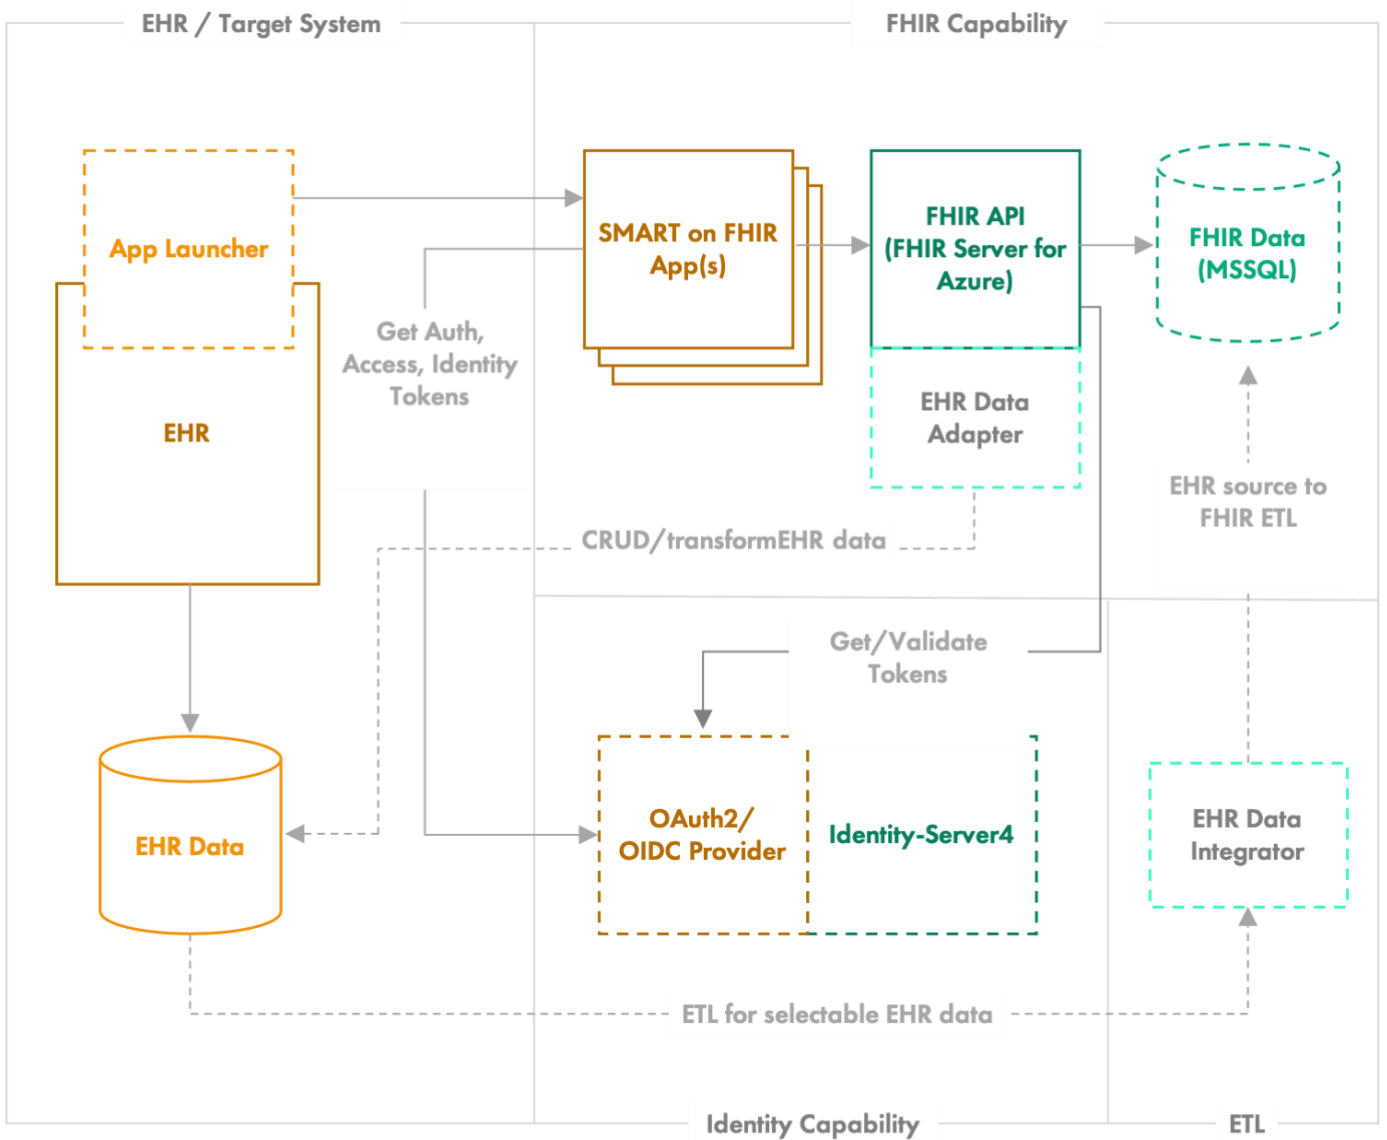 EHR / Target System
FHIR Capability
App Launcher
EHR
SMART on FHIR
App(s)
FHIR API
(FHIR Server for
Azure)
FHIR Data
(MSSQL)
Get Auth,
Access, Identity
Tokens
EHR Data
Adapter
EHR source to
FHIR ETL
CRUD/transformEHR data
Get/Validate
Tokens
EHR Data
OAuth2/
OIDC Provider
Identity-Server4
EHR Data
Integrator
ETL for selectable EHR data
Identity Capability
ETL